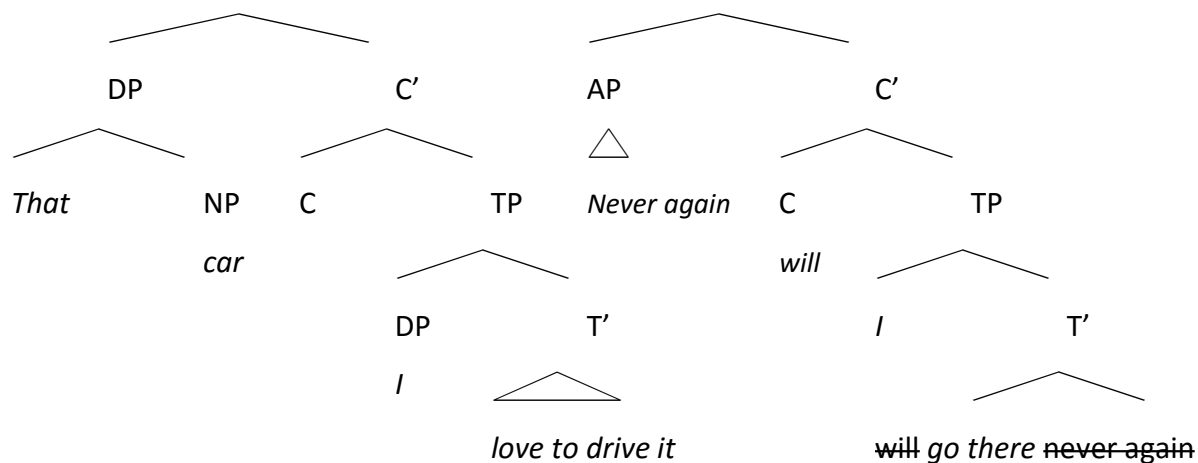 DP C’ AP C’
That NP C TP Never again C TP
car will
DP T’ I T’
I
love to drive it will go there never again